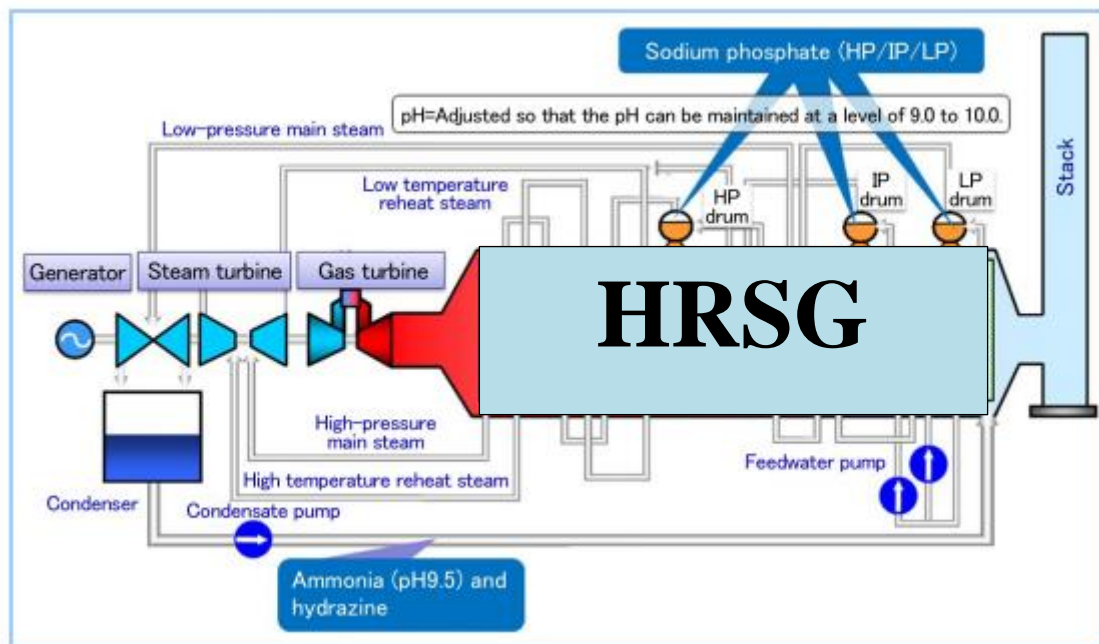 Sodium phosphate (HP/IP/LP)
pH=Adjusted so that the pH can be maintained at a level of 9.0 to 10.0.
Low-pressure main steam
Low temperature
reheat steam
HP
drum
IP
drum
LP
drum
Stack
Generator
Steam turbine
Gas turbine
HRSG
High-pressure
main steam
High temperature reheat steam
Feedwater pump
Condenser
Condensate pump
Ammonia (pH9.5) and
hydrazine